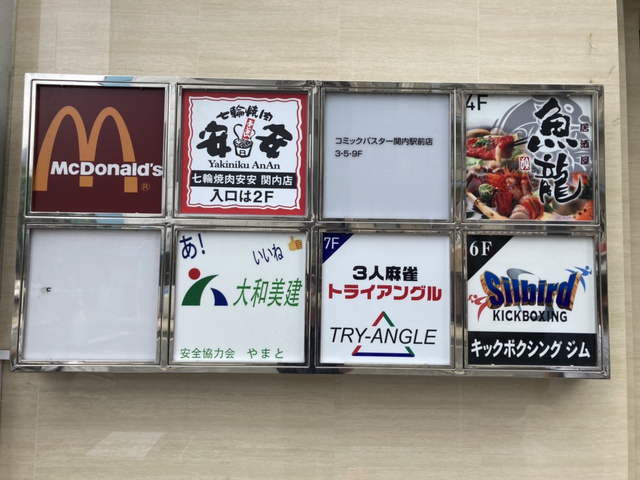 McDonald's
®
七輪焼肉
安安
Yakiniku AnAn
七輪焼肉安安 関内店
入口は2F
コミックバスター関内駅前店
3・5・9F
4F
居酒屋
魚龍
あ!
いいね
大和美建
安全協力会 やまと
7F
3人麻雀
トライアングル
TRY-ANGLE
6F
Silbird
KICKBOXING
キックボクシング ジム